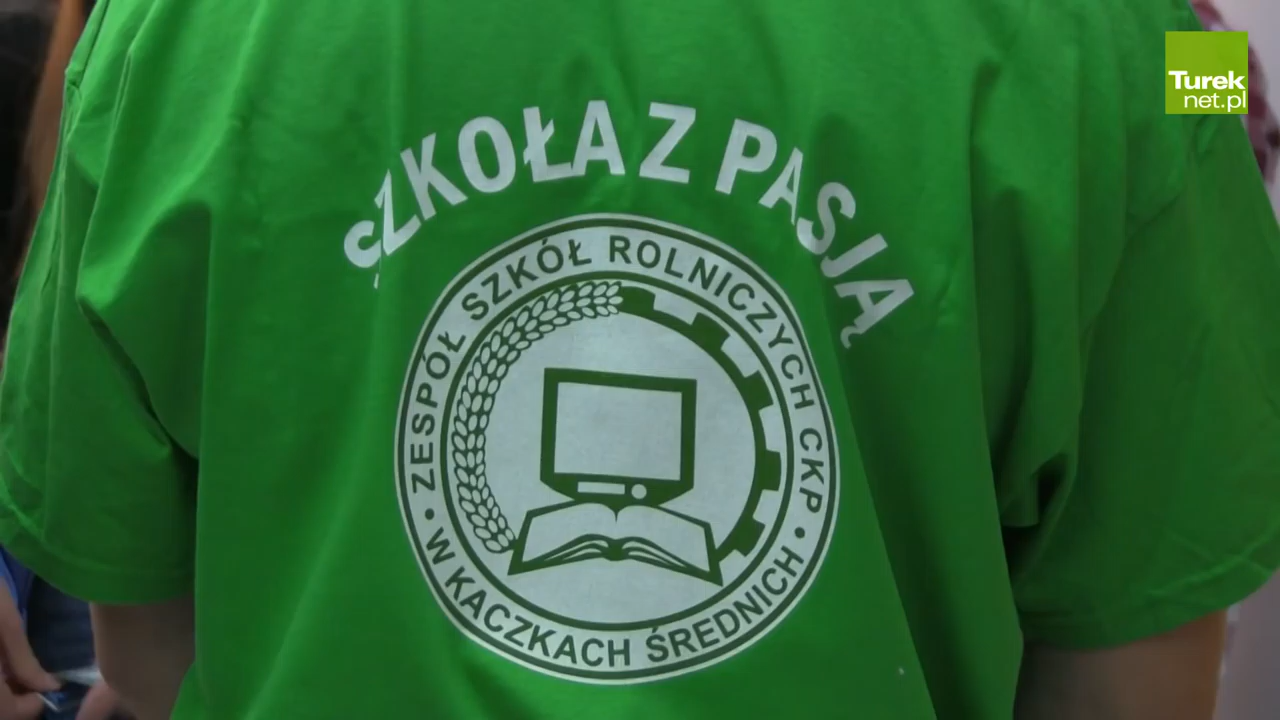 Turek
net.pl
SZKOŁA Z PASJĄ
ZESPÓŁ SZKÓŁ ROLNICZYCH CKP
• W KACZKACH ŚREDNICH •